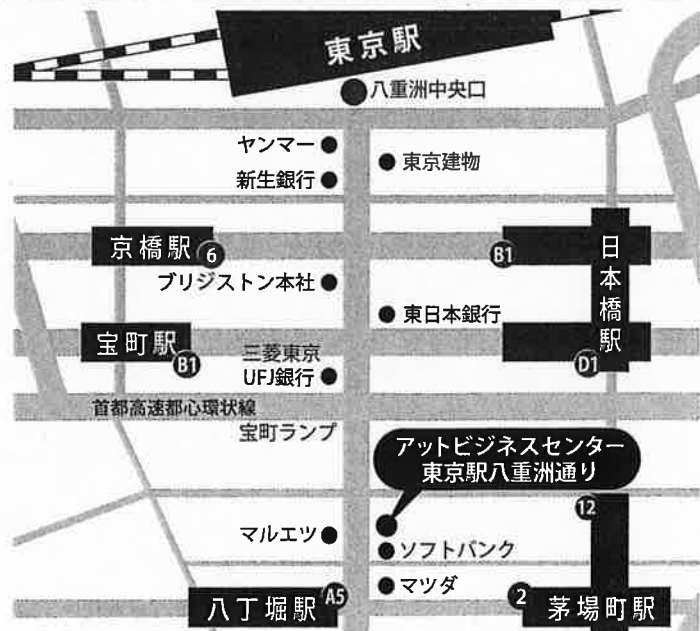 東京駅
八重洲中央口
ヤンマー
東京建物
新生銀行
京橋駅
6
B1
日本橋駅
ブリジストン本社
東日本銀行
宝町駅
B1
三菱東京
UFJ銀行
D1
首都高速都心環状線
宝町ランプ
アットビジネスセンター
東京駅八重洲通り
12
マルエツ
ソフトバンク
マツダ
八丁堀駅
A5
2
茅場町駅